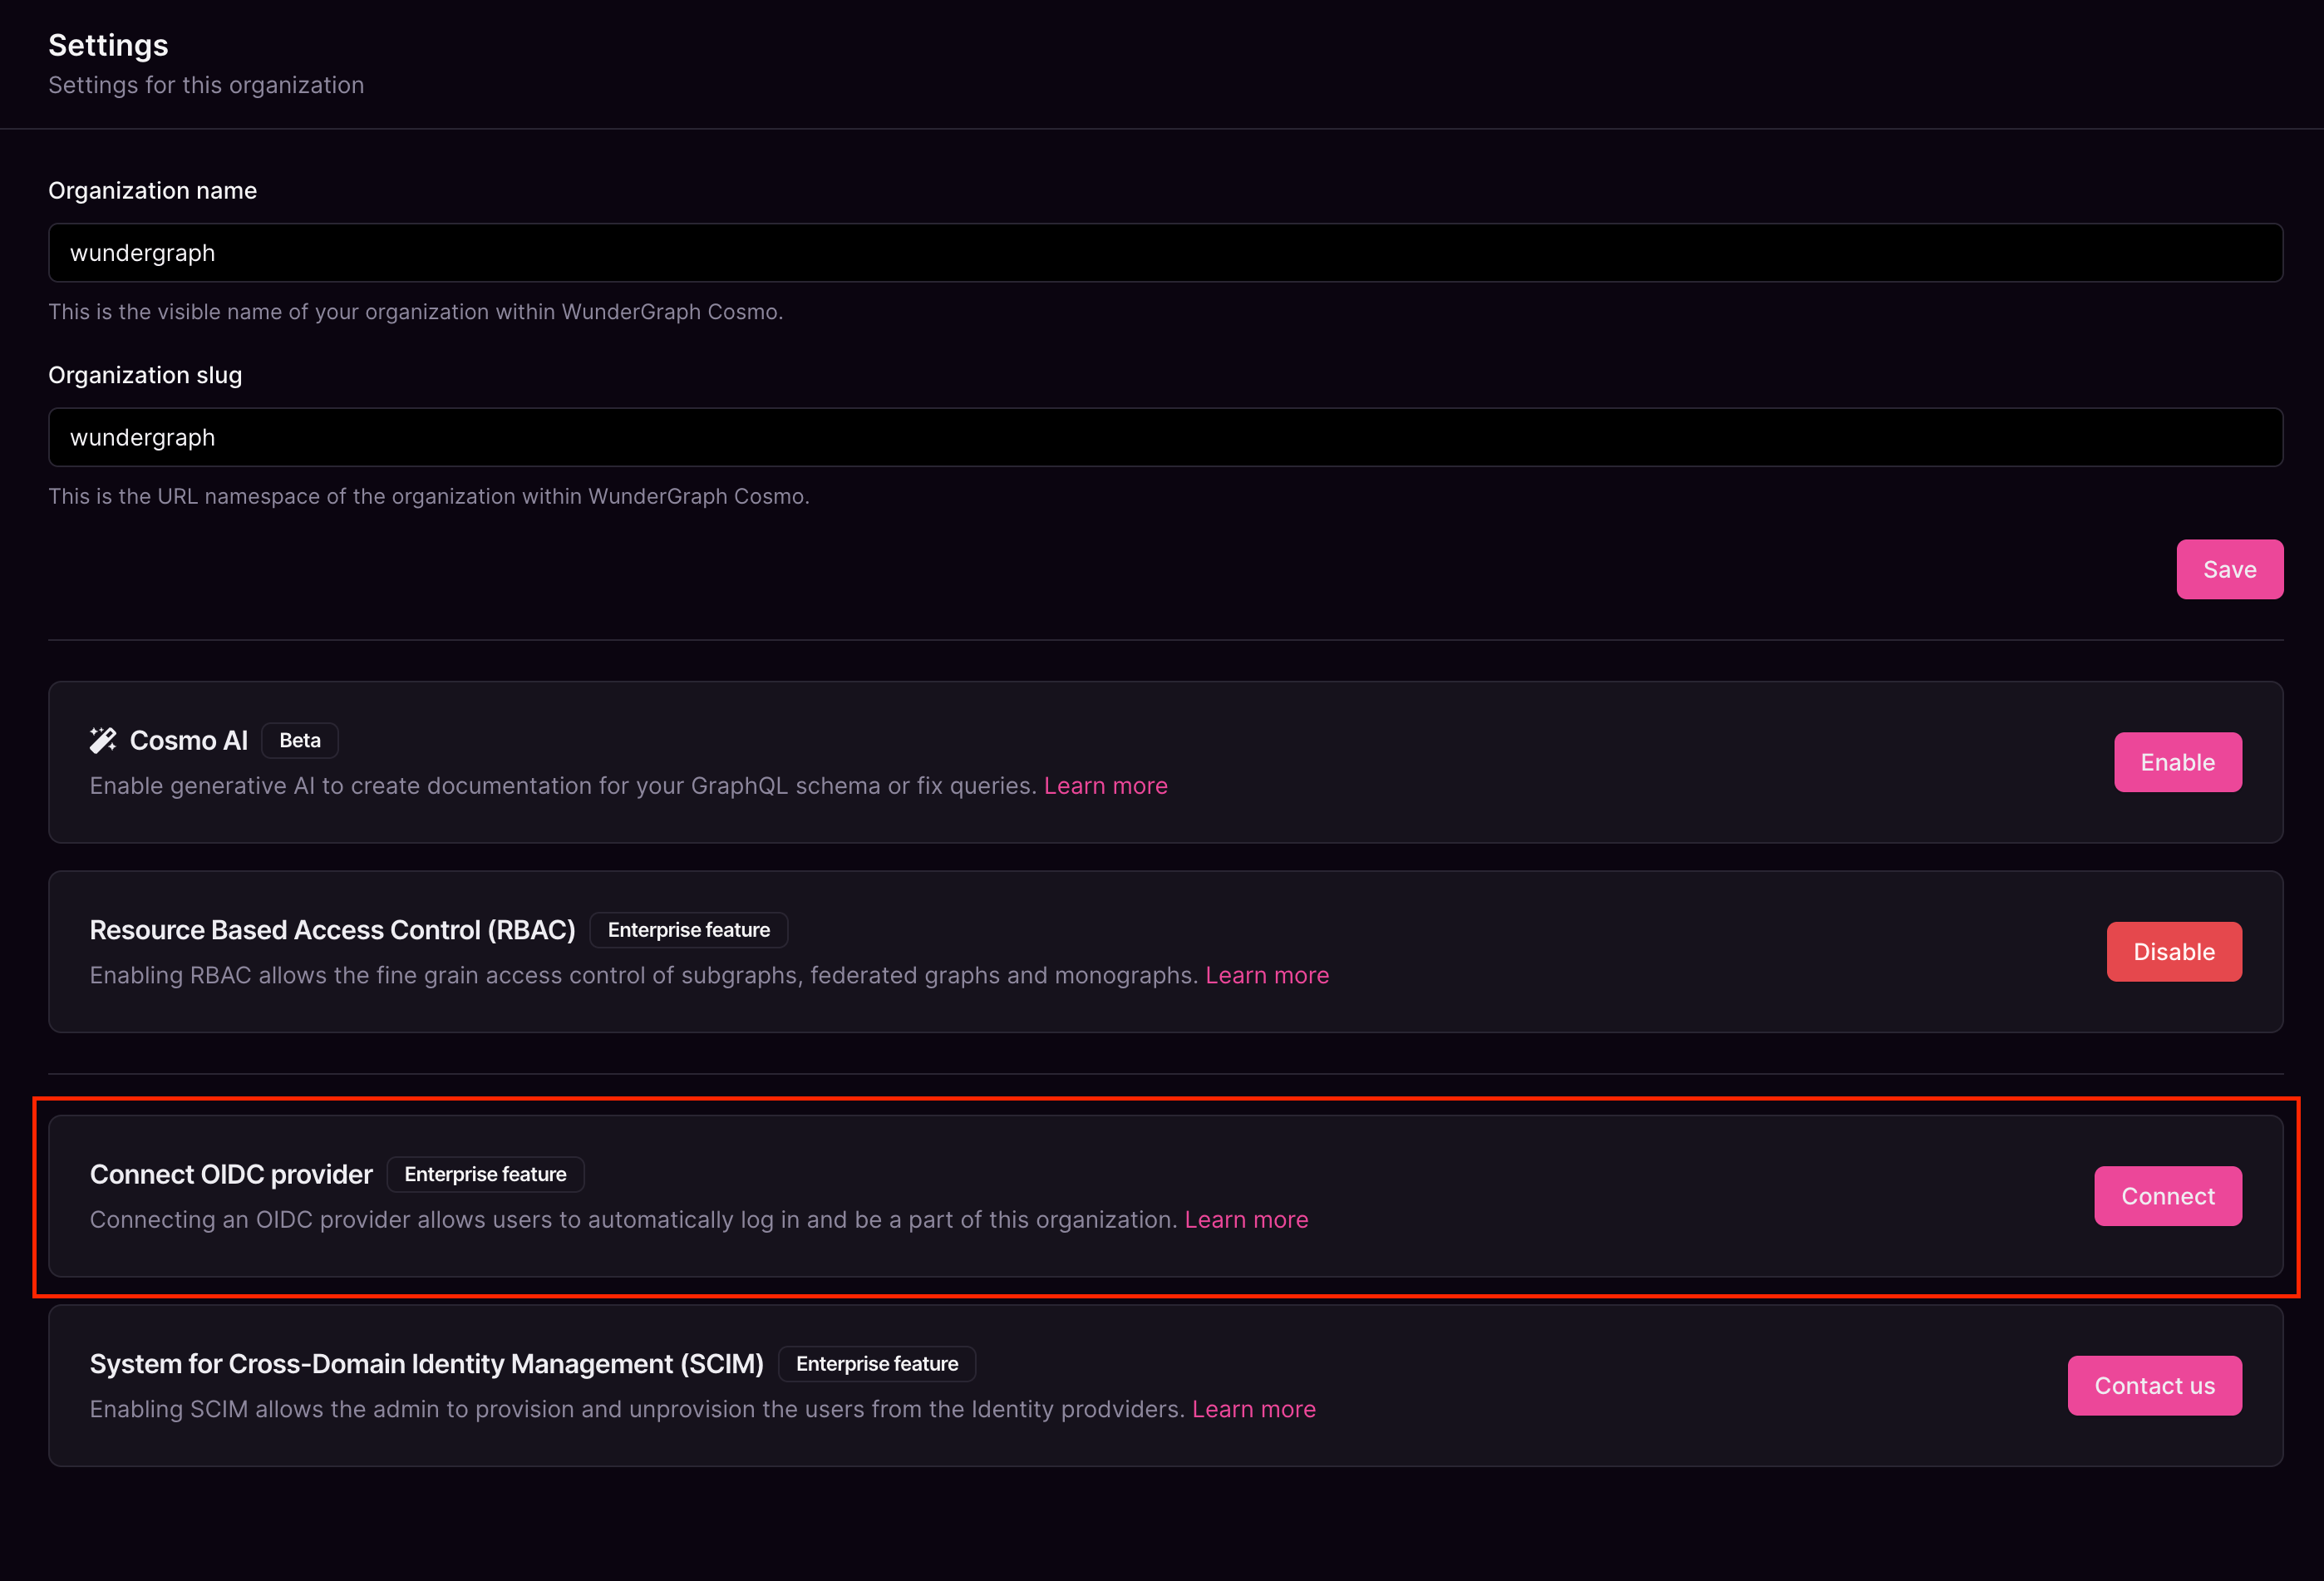 Settings
Settings for this organization
Organization name
wundergraph
This is the visible name of your organization within WunderGraph Cosmo.
Organization slug
wundergraph
This is the URL namespace of the organization within WunderGraph Cosmo.
Save
Cosmo AI Beta
Enable generative AI to create documentation for your GraphQL schema or fix queries. Learn more
Enable
Resource Based Access Control (RBAC) Enterprise feature
Enabling RBAC allows the fine grain access control of subgraphs, federated graphs and monographs. Learn more
Disable
Connect OIDC provider Enterprise feature
Connecting an OIDC provider allows users to automatically log in and be a part of this organization. Learn more
Connect
System for Cross-Domain Identity Management (SCIM) Enterprise feature
Enabling SCIM allows the admin to provision and unprovision the users from the Identity prodviders. Learn more
Contact us